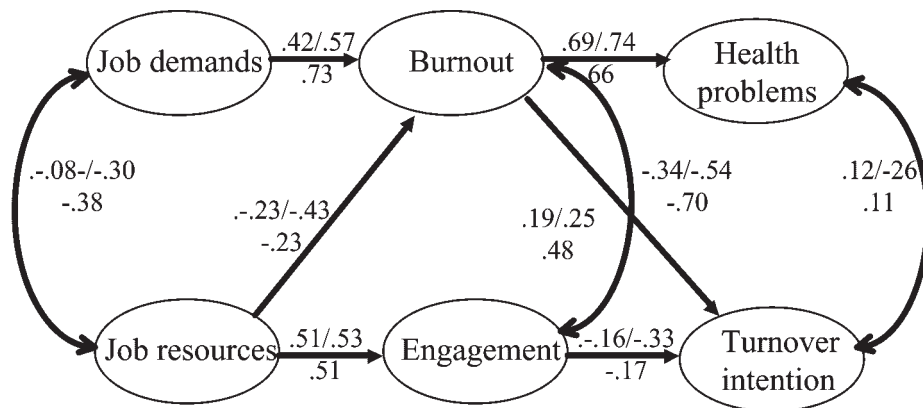 Job demands
.42/.57
.73
Burnout
.69/.74
.66
Health
problems
.-.08-/-.30
-.38
.-.23/-.43
-.23
.19/.25
.48
-.34/-.54
-.70
.12/-26
.11
Job resources
.51/.53
.51
Engagement
.-.16/-.33
-.17
Turnover
intention